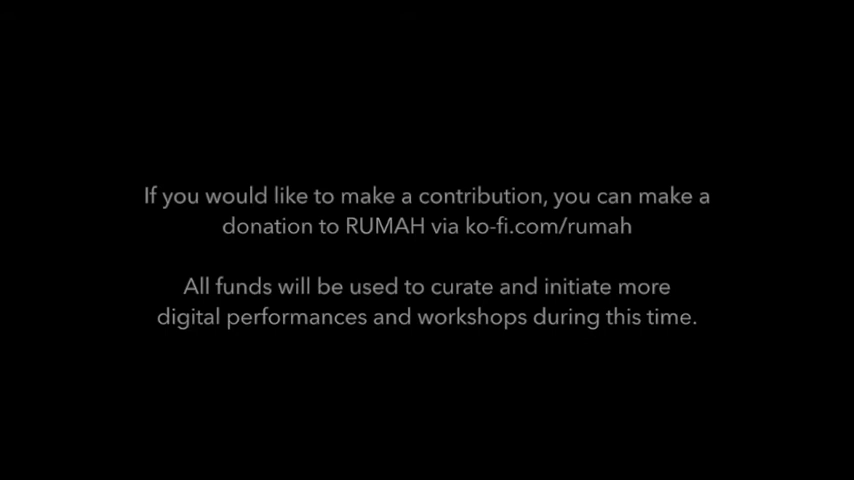 If you would like to make a contribution, you can make a
donation to RUMAH via ko-fi.com/rumah
All funds will be used to curate and initiate more
digital performances and workshops during this time.